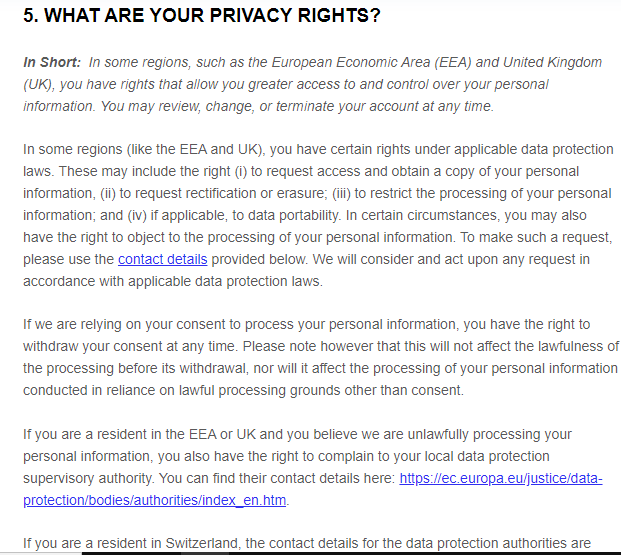 5. WHAT ARE YOUR PRIVACY RIGHTS?
In Short:  In some regions, such as the European Economic Area (EEA) and United Kingdom
(UK), you have rights that allow you greater access to and control over your personal
information. You may review, change, or terminate your account at any time.
In some regions (like the EEA and UK), you have certain rights under applicable data protection
laws. These may include the right (i) to request access and obtain a copy of your personal
information, (ii) to request rectification or erasure; (iii) to restrict the processing of your personal
information; and (iv) if applicable, to data portability. In certain circumstances, you may also
have the right to object to the processing of your personal information. To make such a request,
please use the contact details provided below. We will consider and act upon any request in
accordance with applicable data protection laws.
If we are relying on your consent to process your personal information, you have the right to
withdraw your consent at any time. Please note however that this will not affect the lawfulness of
the processing before its withdrawal, nor will it affect the processing of your personal information
conducted in reliance on lawful processing grounds other than consent.
If you are a resident in the EEA or UK and you believe we are unlawfully processing your
personal information, you also have the right to complain to your local data protection
supervisory authority. You can find their contact details here: https://ec.europa.eu/justice/data-
protection/bodies/authorities/index_en.htm.
If you are a resident in Switzerland, the contact details for the data protection authorities are